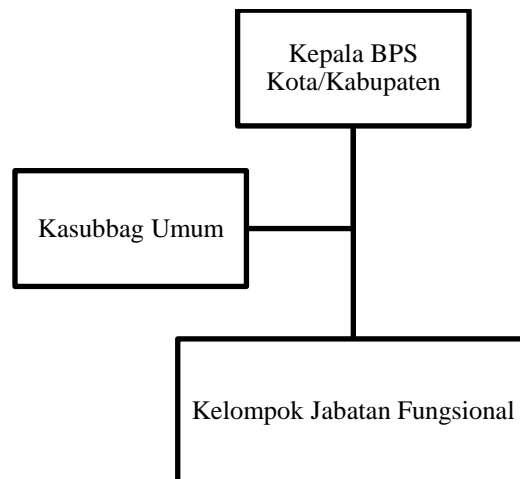 Kepala BPS
Kota/Kabupaten
Kasubbag Umum
Kelompok Jabatan Fungsional